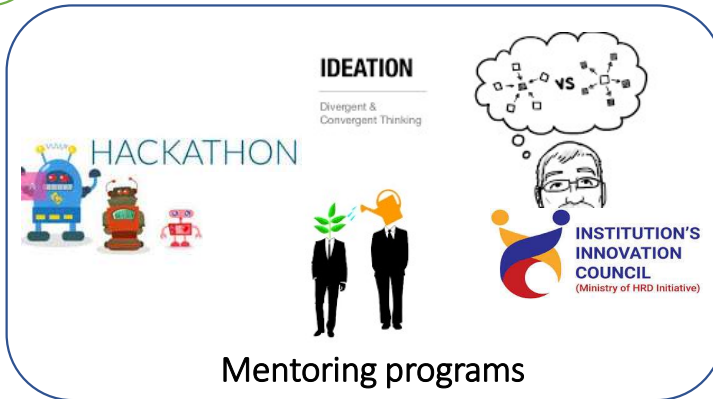 IDEATION
Divergent &
Convergent Thinking
VS
HACKATHON
INSTITUTION'S
INNOVATION
COUNCIL
(Ministry of HRD Initiative)
Mentoring programs